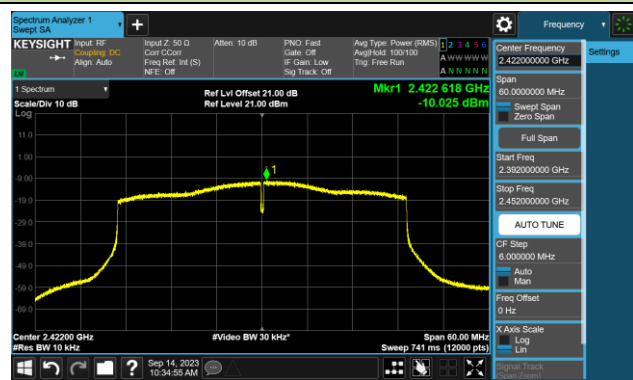 Spectrum Analyzer 1
Swept SA
Frequency
KEYSIGHT
Input: RF
Coupling: DC
Align: Auto
Input Z: 50 Ω
Corr CCorr
Freq Ref: Int (S)
NFE: Off
Atten: 10 dB
PNO: Fast
Gate: Off
IF Gain: Low
Sig Track: Off
Avg Type: Power (RMS)
Avg|Hold: 100/100
Trig: Free Run
1 2 3 4 5 6
A W W W W W
A N N N N N
1 Spectrum
Scale/Div 10 dB
Log
Ref Lvl Offset 21.00 dB
Ref Level 21.00 dBm
Mkr1 2.422 618 GHz
-10.025 dBm
1
11.0
1.00
-9.00
-19.0
-29.0
-39.0
-49.0
-59.0
-69.0
Center 2.42200 GHz
#Res BW 10 kHz
#Video BW 30 kHz*
Span 60.00 MHz
Sweep 741 ms (12000 pts)
Sep 14, 2023
10:34:55 AM
Center Frequency
2.422000000 GHz
Span
60.0000000 MHz
Swept Span
Zero Span
Full Span
Start Freq
2.392000000 GHz
Stop Freq
2.452000000 GHz
AUTO TUNE
CF Step
6.000000 MHz
Auto
Man
Freq Offset
0 Hz
X Axis Scale
Log
Lin
Signal Track
(Span Zoom)
Settings